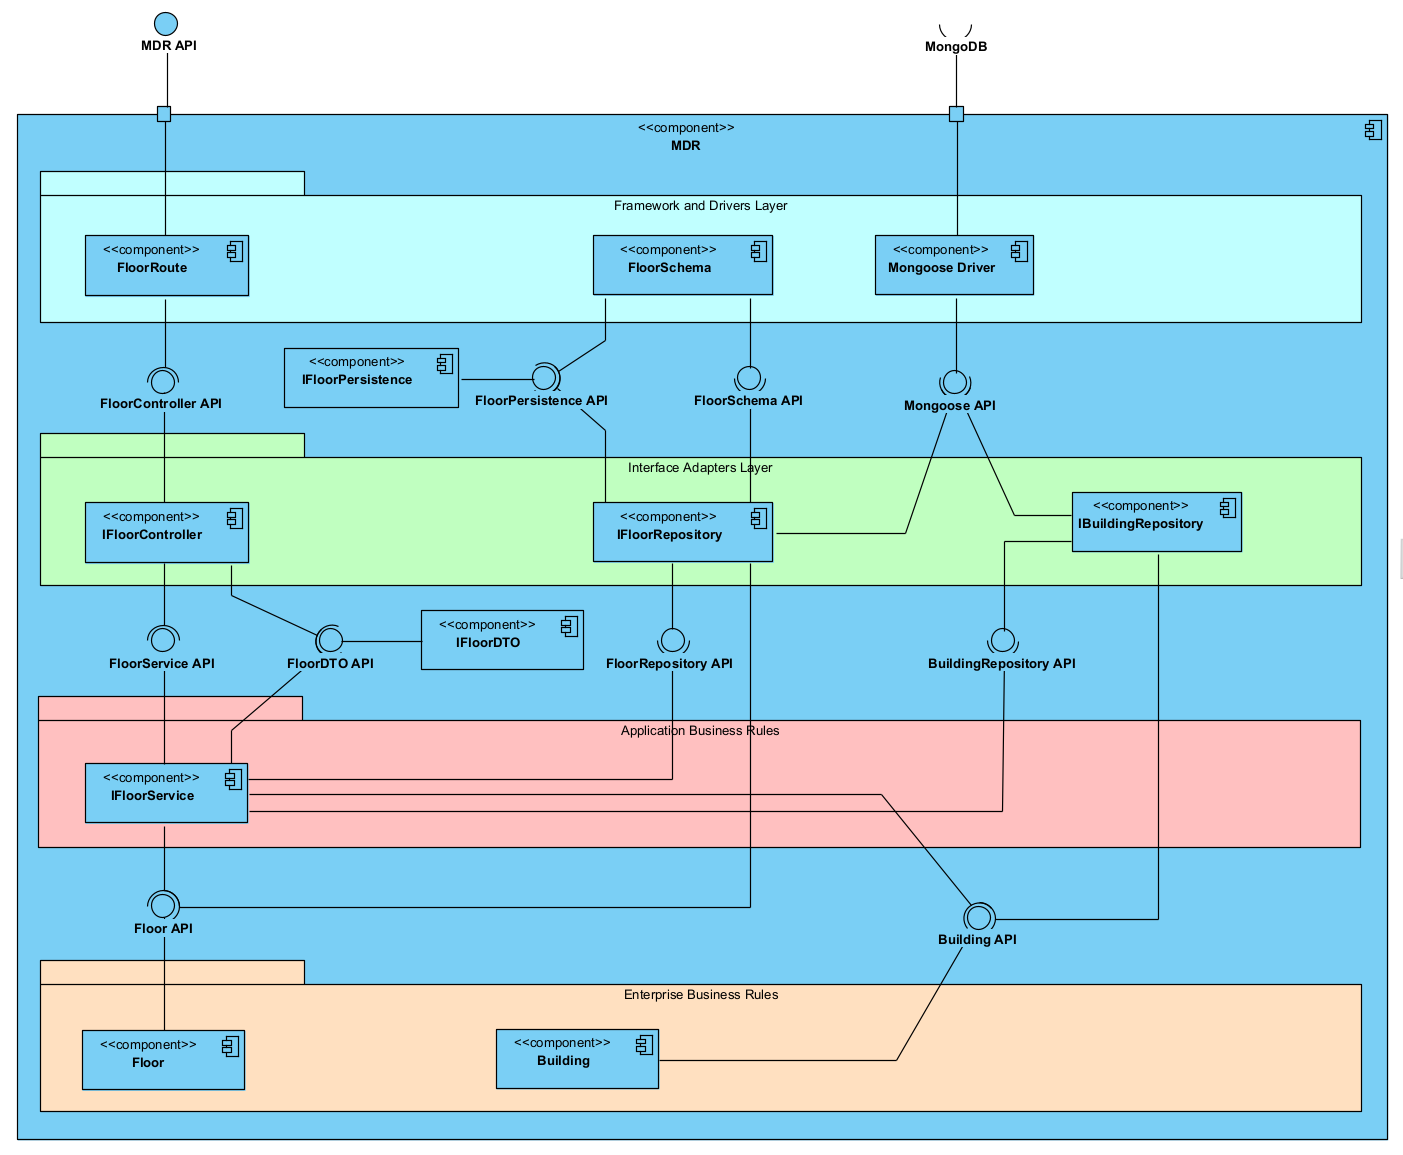 MDR API
MongoDB
<<component>>
MDR
Framework and Drivers Layer
<<component>>
FloorRoute
<<component>>
FloorSchema
<<component>>
Mongoose Driver
<<component>>
IFloorPersistence
FloorController API
FloorPersistence API
FloorSchema API
Mongoose API
Interface Adapters Layer
<<component>>
IFloorController
<<component>>
IFloorRepository
<<component>>
IBuildingRepository
<<component>>
IFloorDTO
FloorService API
FloorDTO API
FloorRepository API
BuildingRepository API
Application Business Rules
<<component>>
IFloorService
Floor API
Building API
Enterprise Business Rules
<<component>>
Floor
<<component>>
Building